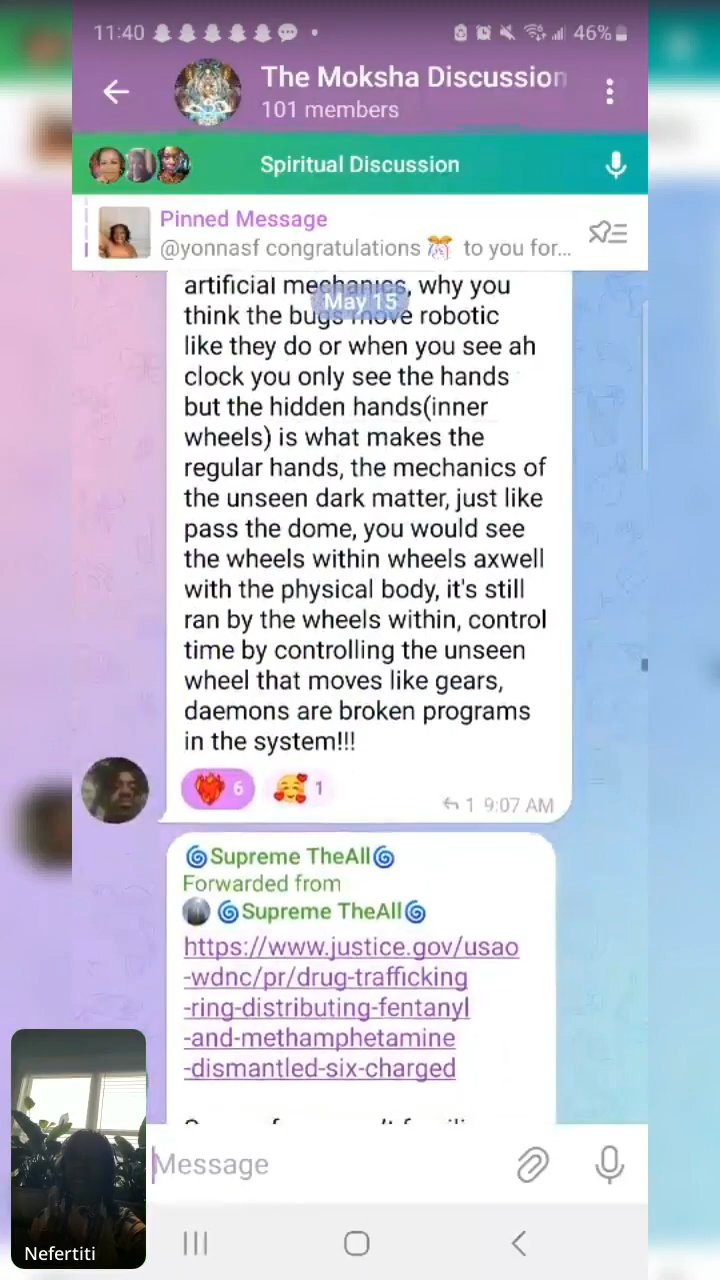 11:40
46%
The Moksha Discussion
101 members
Spiritual Discussion
Pinned Message
@yonnasf congratulations 🎊 to you for...
May 15
artificial mechanics, why you
think the bugs move robotic
like they do or when you see ah
clock you only see the hands
but the hidden hands(inner
wheels) is what makes the
regular hands, the mechanics of
the unseen dark matter, just like
pass the dome, you would see
the wheels within wheels axwell
with the physical body, it's still
ran by the wheels within, control
time by controlling the unseen
wheel that moves like gears,
daemons are broken programs
in the system!!!
6
1
1 9:07 AM
🌀Supreme TheAll🌀
Forwarded from
🌀Supreme TheAll🌀
https://www.justice.gov/usao
-wdnc/pr/drug-trafficking
-ring-distributing-fentanyl
-and-methamphetamine
-dismantled-six-charged
Message
Nefertiti